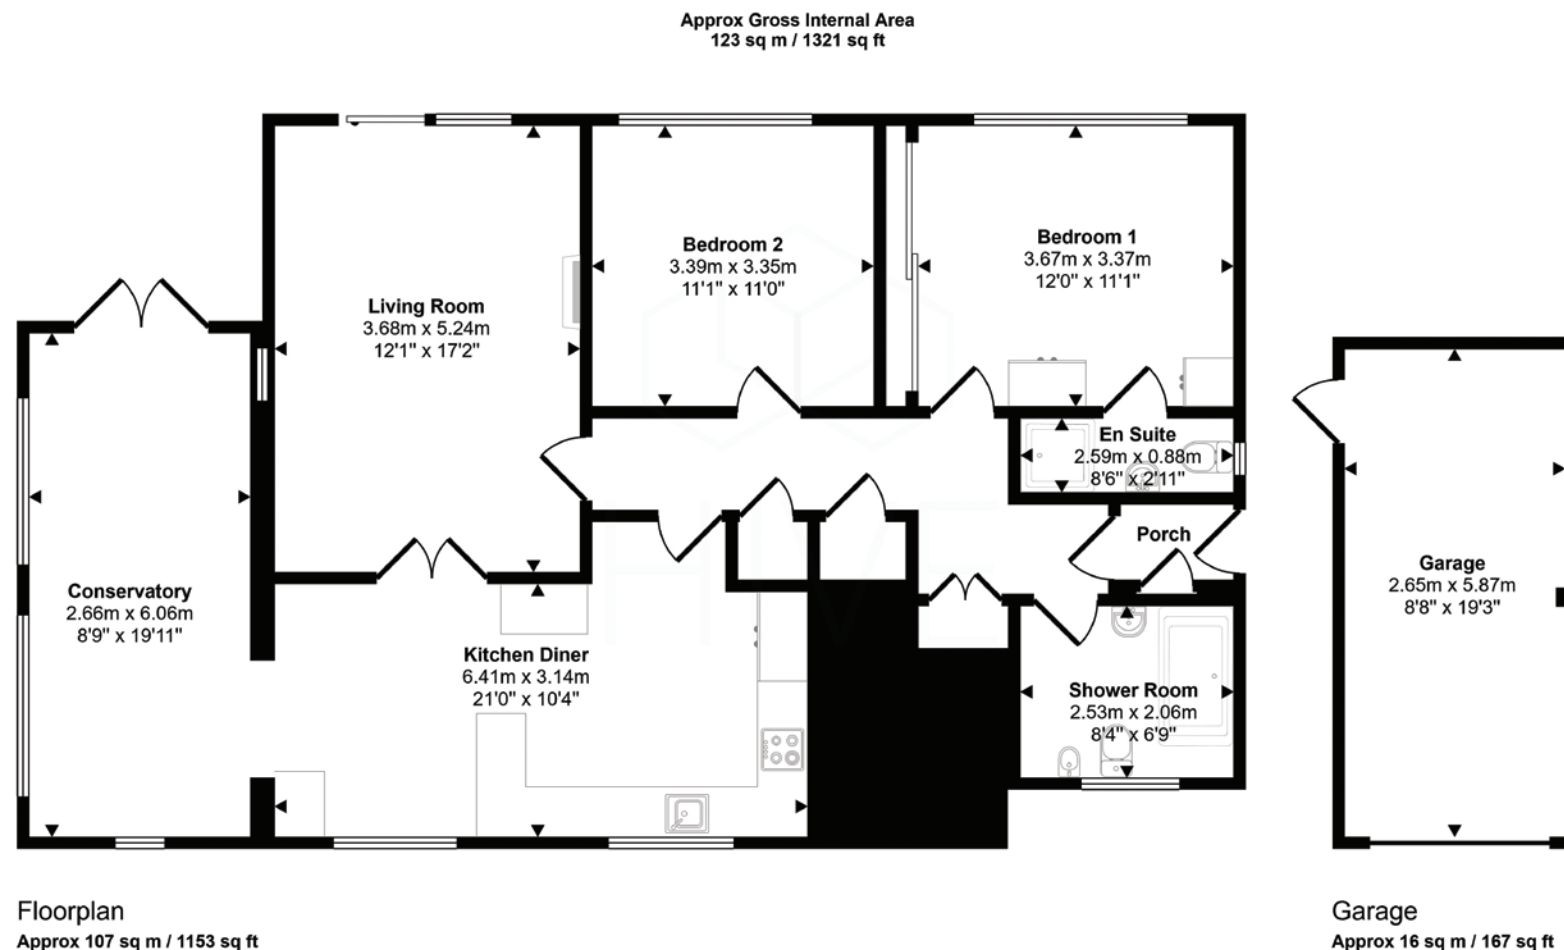 Approx Gross Internal Area
123 sq m / 1321 sq ft
Living Room
3.68m x 5.24m
12'1" x 17'2"
Bedroom 2
3.39m x 3.35m
11'1" x 11'0"
Bedroom 1
3.67m x 3.37m
12'0" x 11'1"
En Suite
2.59m x 0.88m
8'6" x 2'11"
Porch
Conservatory
2.66m x 6.06m
8'9" x 19'11"
Kitchen Diner
6.41m x 3.14m
21'0" x 10'4"
Shower Room
2.53m x 2.06m
8'4" x 6'9"
Garage
2.65m x 5.87m
8'8" x 19'3"
HIVE
Floorplan
Approx 107 sq m / 1153 sq ft
Garage
Approx 16 sq m / 167 sq ft